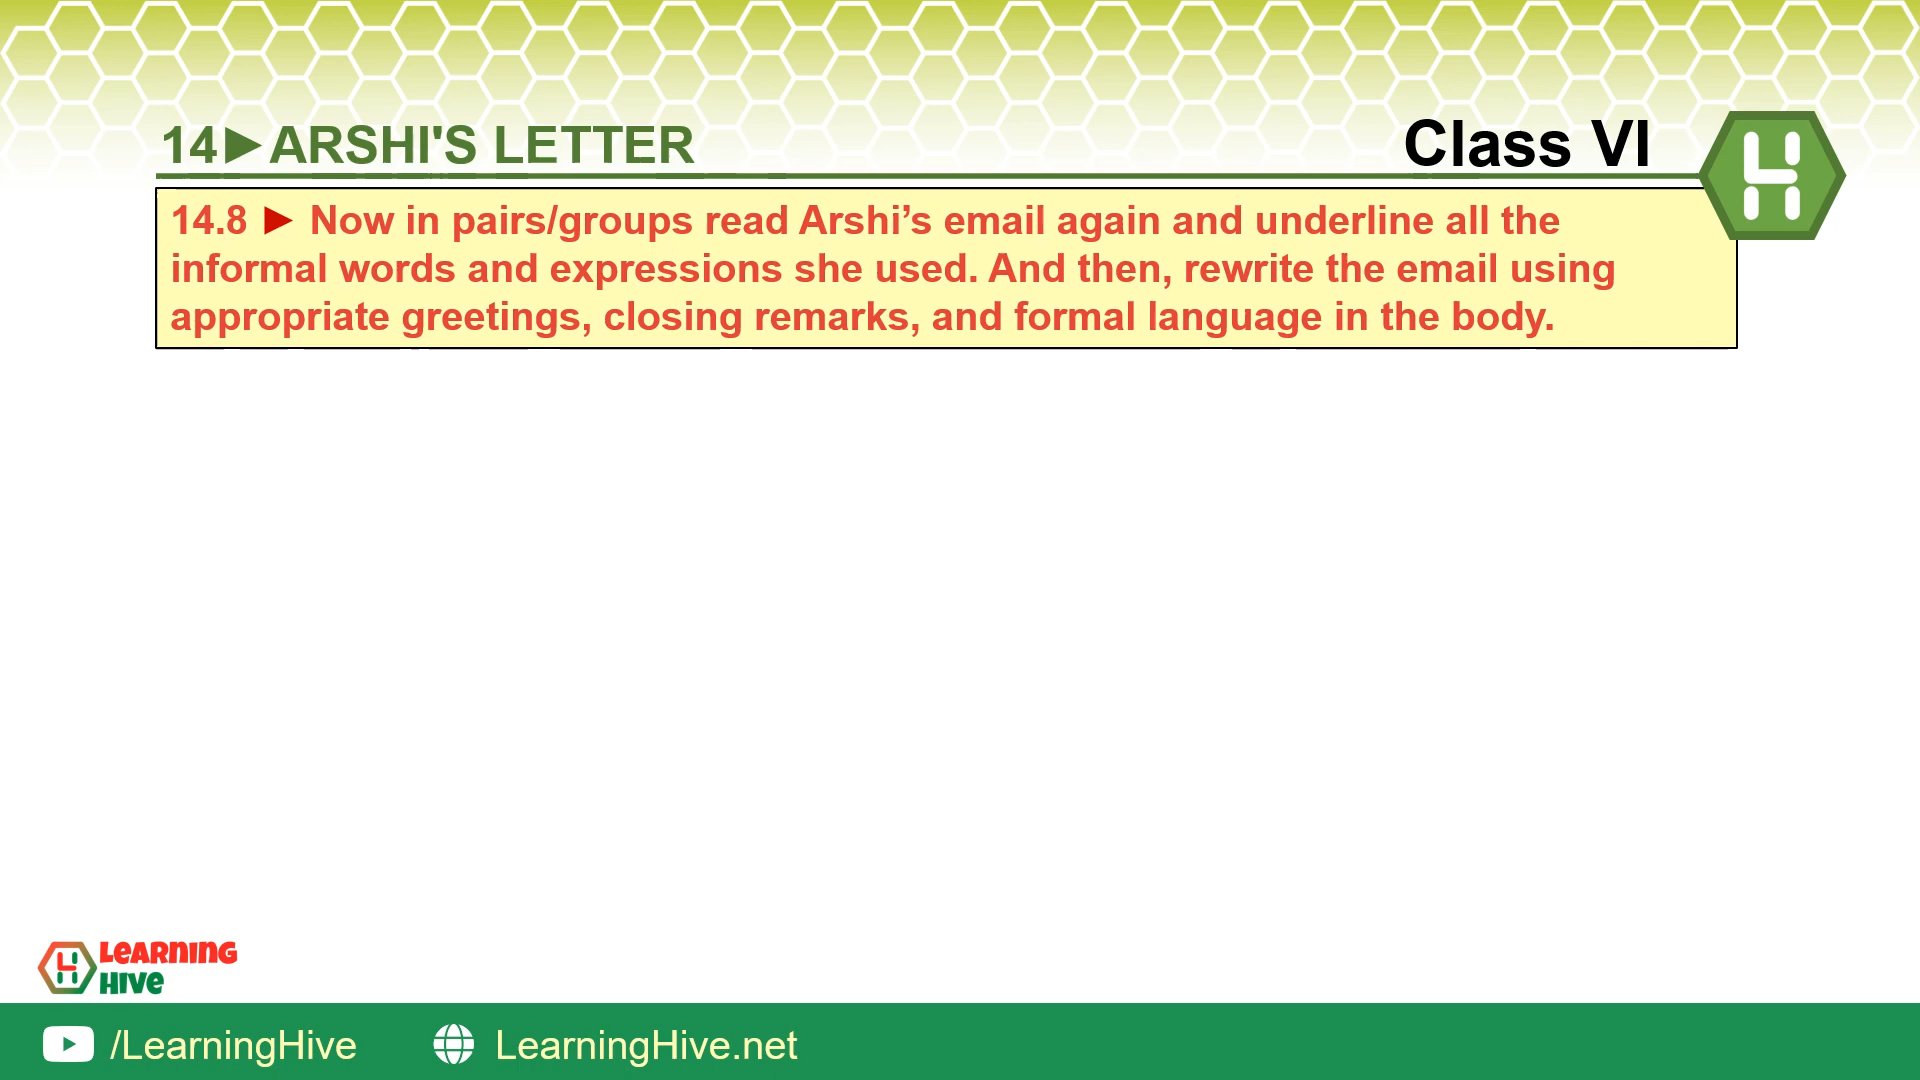 14►ARSHI'S LETTER
Class VI
14.8 ► Now in pairs/groups read Arshi’s email again and underline all the
informal words and expressions she used. And then, rewrite the email using
appropriate greetings, closing remarks, and formal language in the body.
LEARNING
HIVE
/LearningHive
LearningHive.net